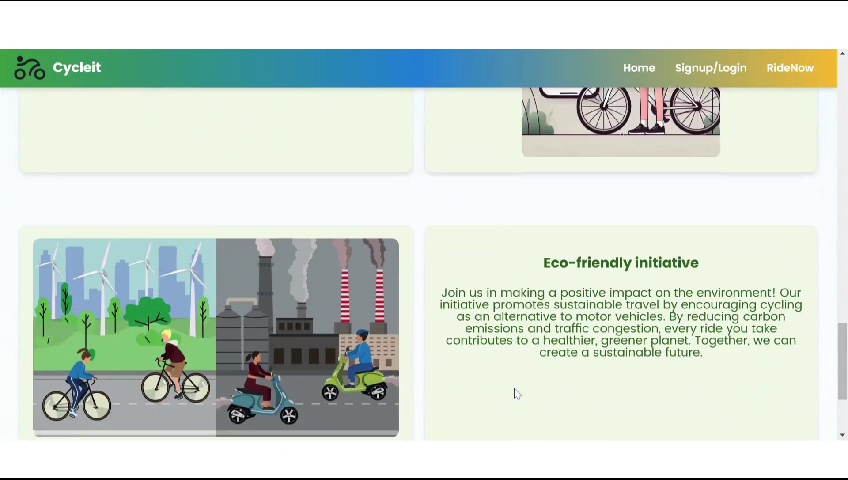 Cycleit
Home Signup/Login RideNow
Eco-friendly initiative
Join us in making a positive impact on the environment! Our
initiative promotes sustainable travel by encouraging cycling
as an alternative to motor vehicles. By reducing carbon
emissions and traffic congestion, every ride you take
contributes to a healthier, greener planet. Together, we can
create a sustainable future.